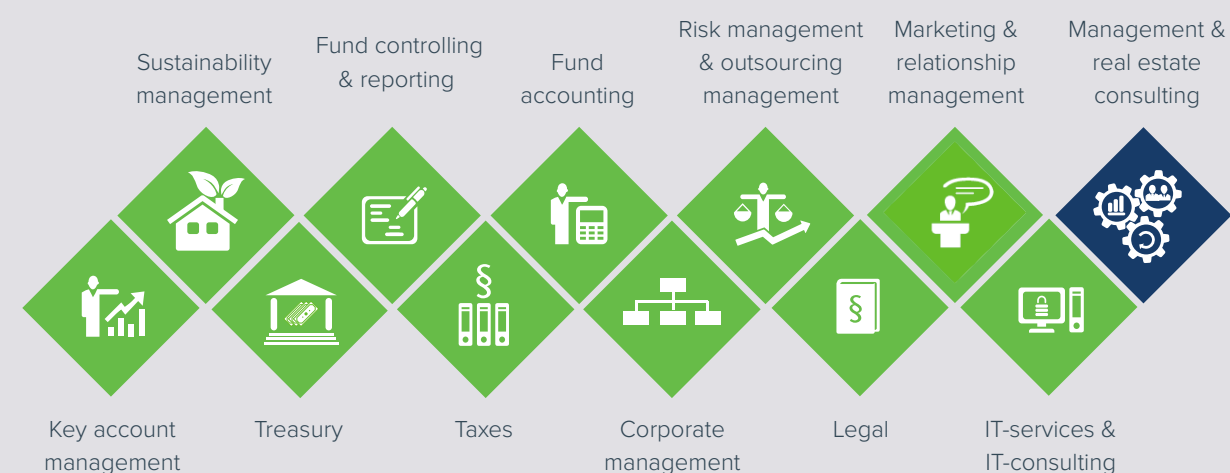 Sustainability
management
Fund controlling
& reporting
Fund
accounting
Risk management
& outsourcing
management
Marketing &
relationship
management
Management &
real estate
consulting
§
§
Key account
management
Treasury
Taxes
Corporate
management
Legal
IT-services &
IT-consulting